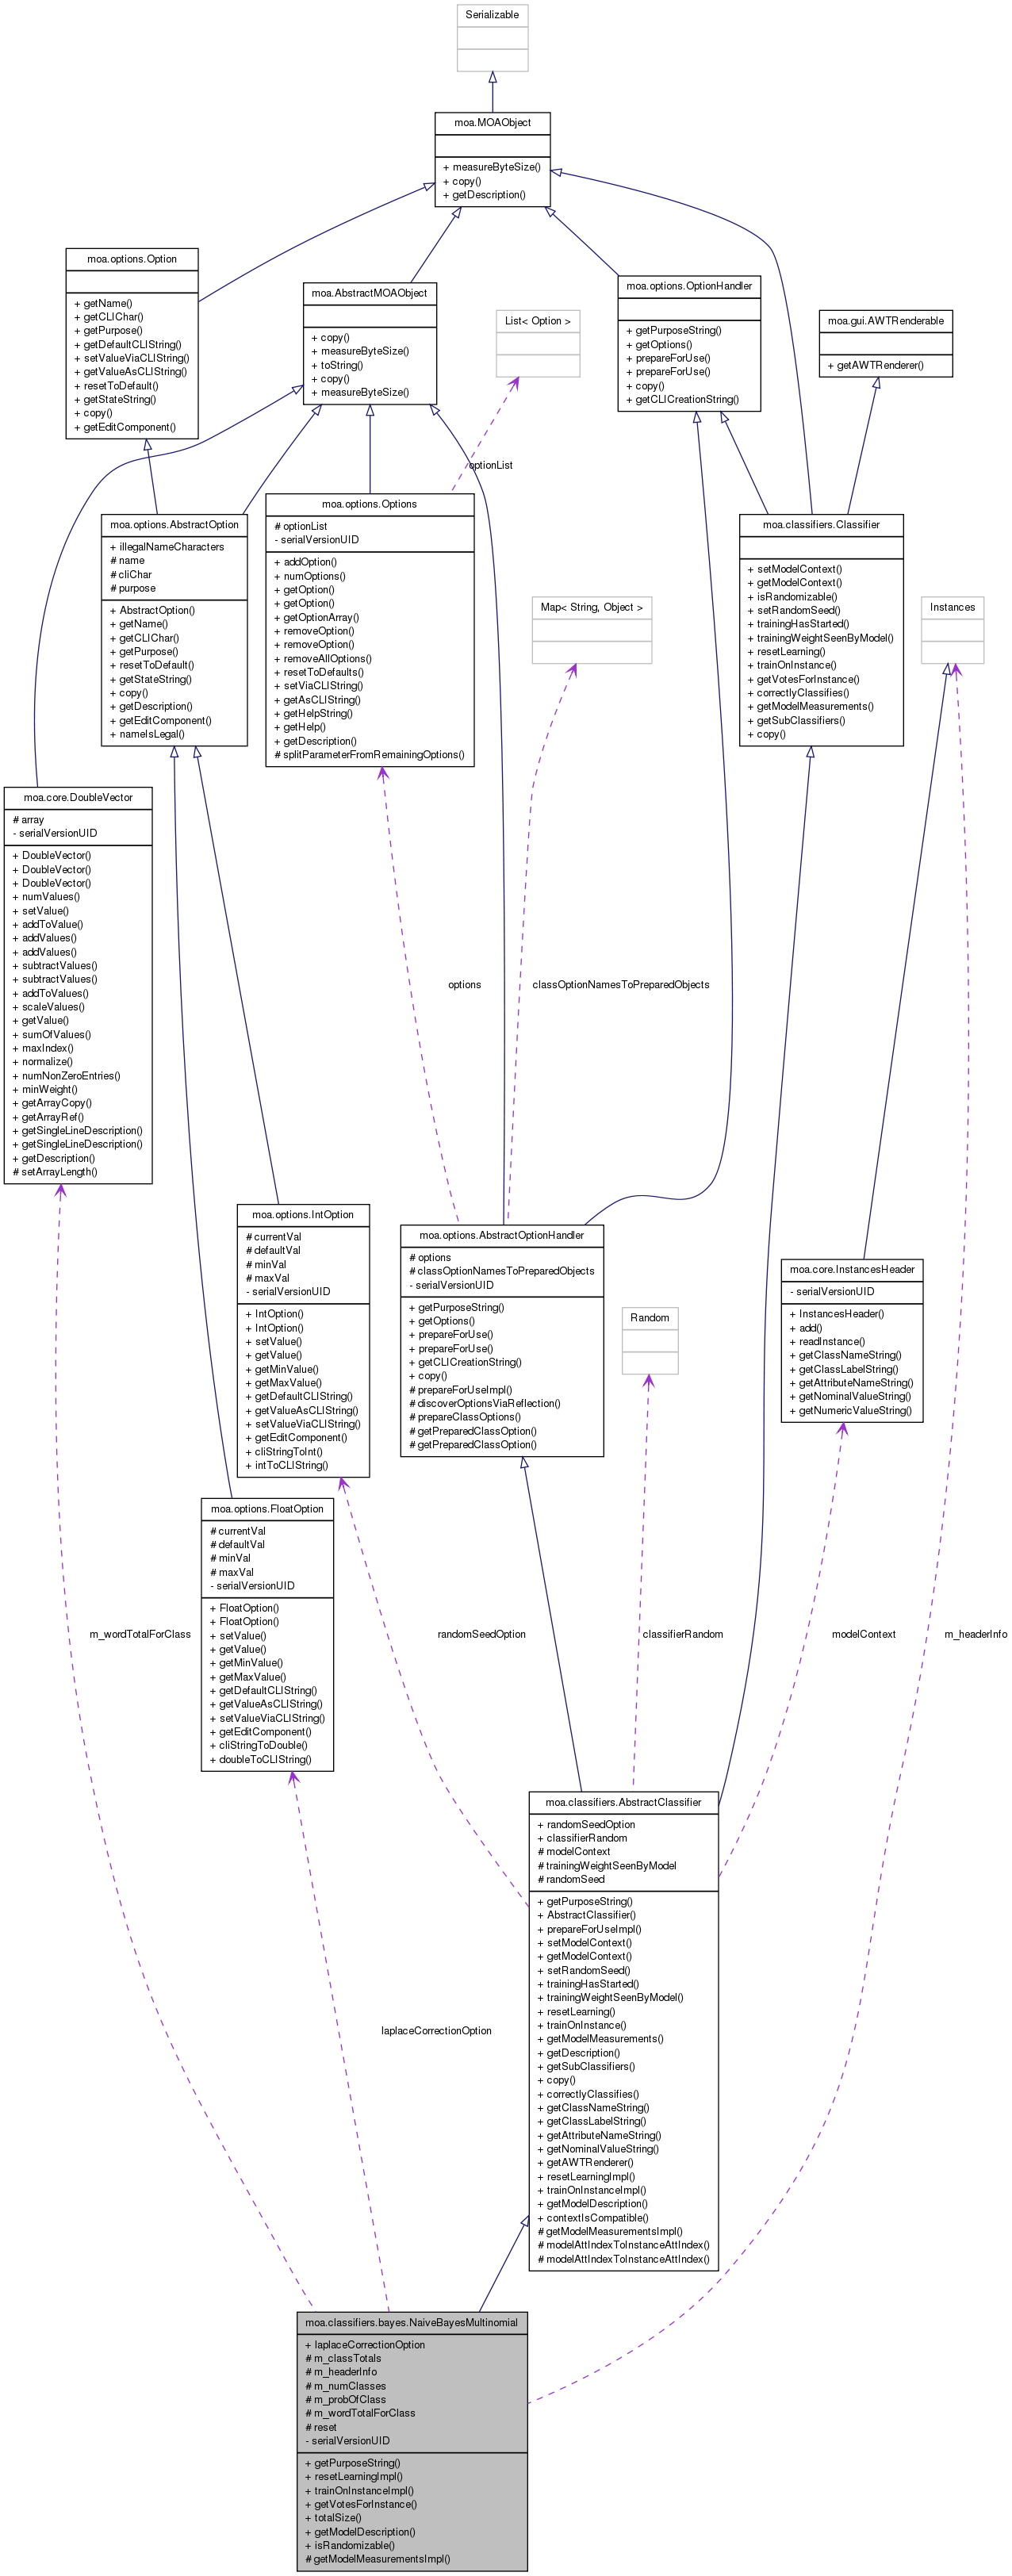 Serializable
moa.MOAObject
+ measureByteSize()
+ copy()
+ getDescription()
moa.options.Option
+ getName()
+ getCLIChar()
+ getPurpose()
+ getDefaultCLIString()
+ setValueViaCLIString()
+ getValueAsCLIString()
+ resetToDefault()
+ getStateString()
+ copy()
+ getEditComponent()
moa.AbstractMOAObject
+ copy()
+ measureByteSize()
+ toString()
+ copy()
+ measureByteSize()
List< Option >
moa.options.OptionHandler
+ getPurposeString()
+ getOptions()
+ prepareForUse()
+ prepareForUse()
+ copy()
+ getCLICreationString()
moa.gui.AWTRenderable
+ getAWTRenderer()
optionList
moa.options.AbstractOption
+ illegalNameCharacters
# name
# cliChar
# purpose
+ AbstractOption()
+ getName()
+ getCLIChar()
+ getPurpose()
+ resetToDefault()
+ getStateString()
+ copy()
+ getDescription()
+ getEditComponent()
+ nameIsLegal()
moa.options.Options
# optionList
- serialVersionUID
+ addOption()
+ numOptions()
+ getOption()
+ getOption()
+ getOptionArray()
+ removeOption()
+ removeOption()
+ removeAllOptions()
+ resetToDefaults()
+ setViaCLIString()
+ getAsCLIString()
+ getHelpString()
+ getHelp()
+ getDescription()
# splitParameterFromRemainingOptions()
Map< String, Object >
moa.classifiers.Classifier
+ setModelContext()
+ getModelContext()
+ isRandomizable()
+ setRandomSeed()
+ trainingHasStarted()
+ trainingWeightSeenByModel()
+ resetLearning()
+ trainOnInstance()
+ getVotesForInstance()
+ correctlyClassifies()
+ getModelMeasurements()
+ getSubClassifiers()
+ copy()
Instances
moa.core.DoubleVector
# array
- serialVersionUID
+ DoubleVector()
+ DoubleVector()
+ DoubleVector()
+ numValues()
+ setValue()
+ addToValue()
+ addValues()
+ addValues()
+ subtractValues()
+ subtractValues()
+ addToValues()
+ scaleValues()
+ getValue()
+ sumOfValues()
+ maxIndex()
+ normalize()
+ numNonZeroEntries()
+ minWeight()
+ getArrayCopy()
+ getArrayRef()
+ getSingleLineDescription()
+ getSingleLineDescription()
+ getDescription()
# setArrayLength()
options
classOptionNamesToPreparedObjects
moa.options.IntOption
# currentVal
# defaultVal
# minVal
# maxVal
- serialVersionUID
+ IntOption()
+ IntOption()
+ setValue()
+ getValue()
+ getMinValue()
+ getMaxValue()
+ getDefaultCLIString()
+ getValueAsCLIString()
+ setValueViaCLIString()
+ getEditComponent()
+ cliStringToInt()
+ intToCLIString()
moa.options.AbstractOptionHandler
# options
# classOptionNamesToPreparedObjects
- serialVersionUID
+ getPurposeString()
+ getOptions()
+ prepareForUse()
+ prepareForUse()
+ getCLICreationString()
+ copy()
# prepareForUseImpl()
# discoverOptionsViaReflection()
# prepareClassOptions()
# getPreparedClassOption()
# getPreparedClassOption()
Random
moa.core.InstancesHeader
- serialVersionUID
+ InstancesHeader()
+ add()
+ readInstance()
+ getClassNameString()
+ getClassLabelString()
+ getAttributeNameString()
+ getNominalValueString()
+ getNumericValueString()
moa.options.FloatOption
# currentVal
# defaultVal
# minVal
# maxVal
- serialVersionUID
+ FloatOption()
+ FloatOption()
+ setValue()
+ getValue()
+ getMinValue()
+ getMaxValue()
+ getDefaultCLIString()
+ getValueAsCLIString()
+ setValueViaCLIString()
+ getEditComponent()
+ cliStringToDouble()
+ doubleToCLIString()
m_wordTotalForClass
randomSeedOption
classifierRandom
modelContext
m_headerInfo
moa.classifiers.AbstractClassifier
+ randomSeedOption
+ classifierRandom
# modelContext
# trainingWeightSeenByModel
# randomSeed
+ getPurposeString()
+ AbstractClassifier()
+ prepareForUseImpl()
+ setModelContext()
+ getModelContext()
+ setRandomSeed()
+ trainingHasStarted()
+ trainingWeightSeenByModel()
+ resetLearning()
+ trainOnInstance()
+ getModelMeasurements()
+ getDescription()
+ getSubClassifiers()
+ copy()
+ correctlyClassifies()
+ getClassNameString()
+ getClassLabelString()
+ getAttributeNameString()
+ getNominalValueString()
+ getAWTRenderer()
+ resetLearningImpl()
+ trainOnInstanceImpl()
+ getModelDescription()
+ contextIsCompatible()
# getModelMeasurementsImpl()
# modelAttIndexToInstanceAttIndex()
# modelAttIndexToInstanceAttIndex()
laplaceCorrectionOption
moa.classifiers.bayes.NaiveBayesMultinomial
+ laplaceCorrectionOption
# m_classTotals
# m_headerInfo
# m_numClasses
# m_probOfClass
# m_wordTotalForClass
# reset
- serialVersionUID
+ getPurposeString()
+ resetLearningImpl()
+ trainOnInstanceImpl()
+ getVotesForInstance()
+ totalSize()
+ getModelDescription()
+ isRandomizable()
# getModelMeasurementsImpl()